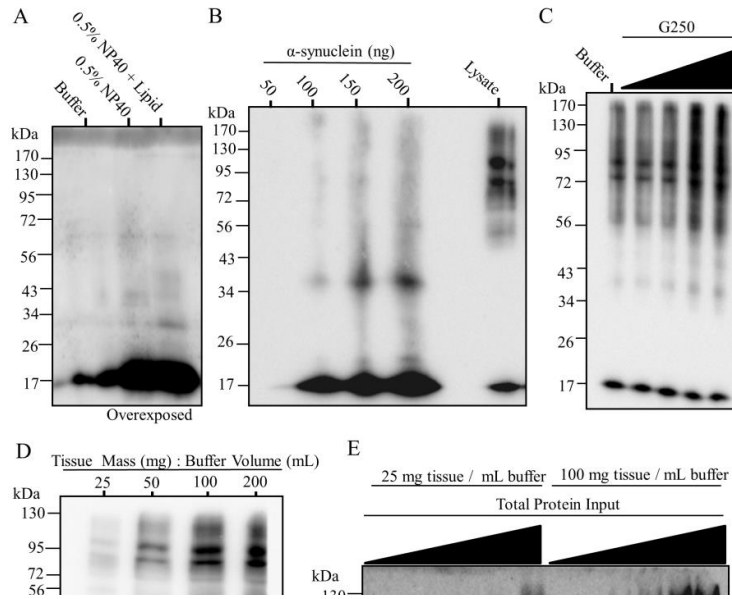 A
0.5% NP40 + Lipid
0.5% NP40
Buffer
kDa
170
130
95
72
56
43
34
26
17
Overexposed
B
α-synuclein (ng)
50
100
150
200
Lysate
kDa
170
130
95
72
56
43
34
26
17
C
G250
Buffer
kDa
170
130
95
72
56
43
34
26
17
D
Tissue Mass (mg) : Buffer Volume (mL)
25
50
100
200
kDa
130
95
72
56
E
25 mg tissue / mL buffer
100 mg tissue / mL buffer
Total Protein Input
kDa
130